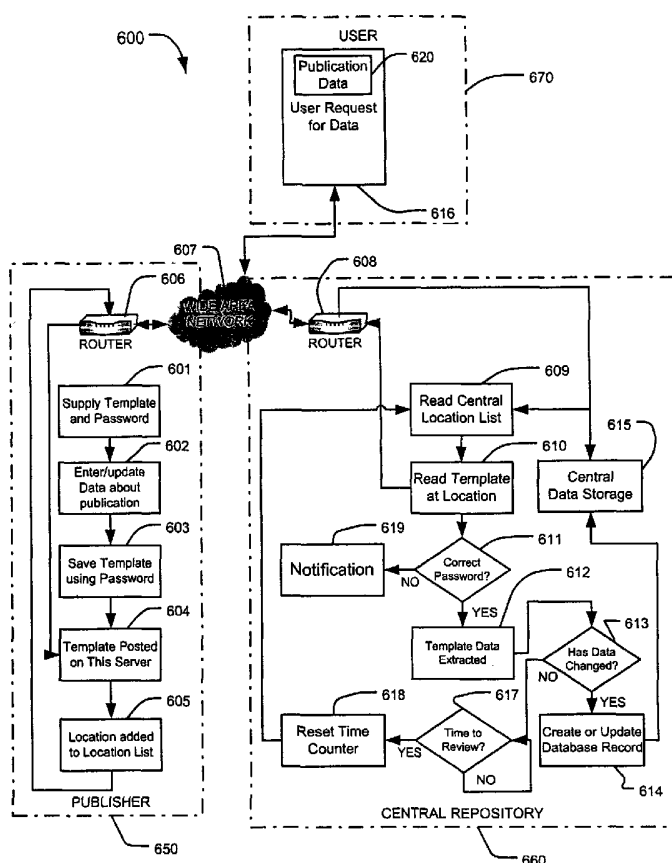 600
USER
Publication
Data
620
User Request
for Data
670
616
607
606
608
WIDE AREA
NETWORK
ROUTER
ROUTER
601
Supply Template
and Password
602
Enter/update
Data about
publication
603
Save Template
using Password
604
Template Posted
on This Server
605
Location added
to Location List
PUBLISHER
650
609
Read Central
Location List
610
Read Template
at Location
615
Central
Data Storage
619
Notification
611
Correct
Password?
NO
YES
612
Template Data
Extracted
613
Has Data
Changed?
NO
YES
618
Reset Time
Counter
617
Time to
Review?
YES
NO
Create or Update
Database Record
614
CENTRAL REPOSITORY
660